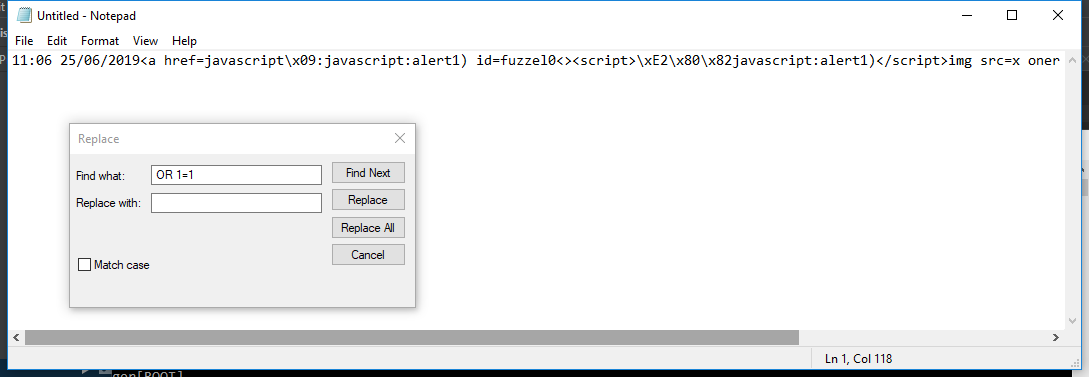 Untitled - Notepad
File Edit Format View Help
11:06 25/06/2019<a href=javascript\x09:javascript:alert1) id=fuzzel0<><script>\xE2\x80\x82javascript:alert1)</script>img src=x oner
Replace
Find what: OR 1=1 Find Next
Replace with: Replace
Replace All
Cancel
Match case
Ln 1, Col 118
gon[ROOT]